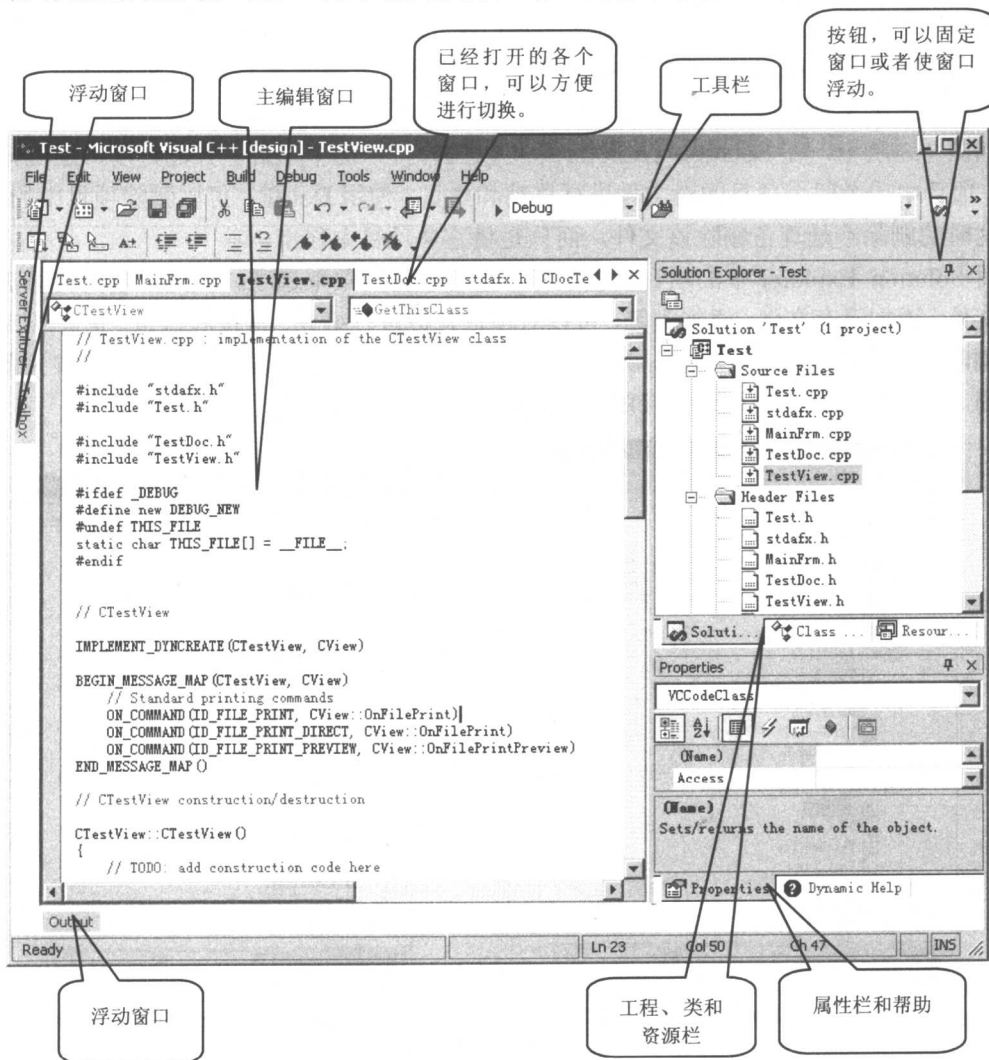 浮动窗口
主编辑窗口
已经打开的各个
窗口，可以方便
进行切换。
工具栏
按钮，可以固定
窗口或者使窗口
浮动。
Test - Microsoft Visual C++ [design] - TestView.cpp
File Edit View Project Build Debug Tools Window Help
Debug
Server Explorer
Toolbox
Test.cpp MainFrm.cpp TestView.cpp TestDoc.cpp stdafx.h CDocTe
CTestView
GetThisClass
// TestView.cpp : implementation of the CTestView class
//
#include "stdafx.h"
#include "Test.h"
#include "TestDoc.h"
#include "TestView.h"
#ifdef _DEBUG
#define new DEBUG_NEW
#undef THIS_FILE
static char THIS_FILE[] = __FILE__;
#endif
// CTestView
IMPLEMENT_DYNCREATE(CTestView, CView)
BEGIN_MESSAGE_MAP(CTestView, CView)
// Standard printing commands
ON_COMMAND(ID_FILE_PRINT, CView::OnFilePrint)
ON_COMMAND(ID_FILE_PRINT_DIRECT, CView::OnFilePrint)
ON_COMMAND(ID_FILE_PRINT_PREVIEW, CView::OnFilePrintPreview)
END_MESSAGE_MAP()
// CTestView construction/destruction
CTestView::CTestView()
{
// TODO: add construction code here
Solution Explorer - Test
Solution 'Test' (1 project)
Test
Source Files
Test.cpp
stdafx.cpp
MainFrm.cpp
TestDoc.cpp
TestView.cpp
Header Files
Test.h
stdafx.h
MainFrm.h
TestDoc.h
TestView.h
Soluti... Class ... Resour...
Properties
VCCodeClass
(Name)
Access
(Name)
Sets/returns the name of the object.
Properties Dynamic Help
Output
Ready Ln 23 Col 50 Ch 47 INS
浮动窗口
工程、类和
资源栏
属性栏和帮助